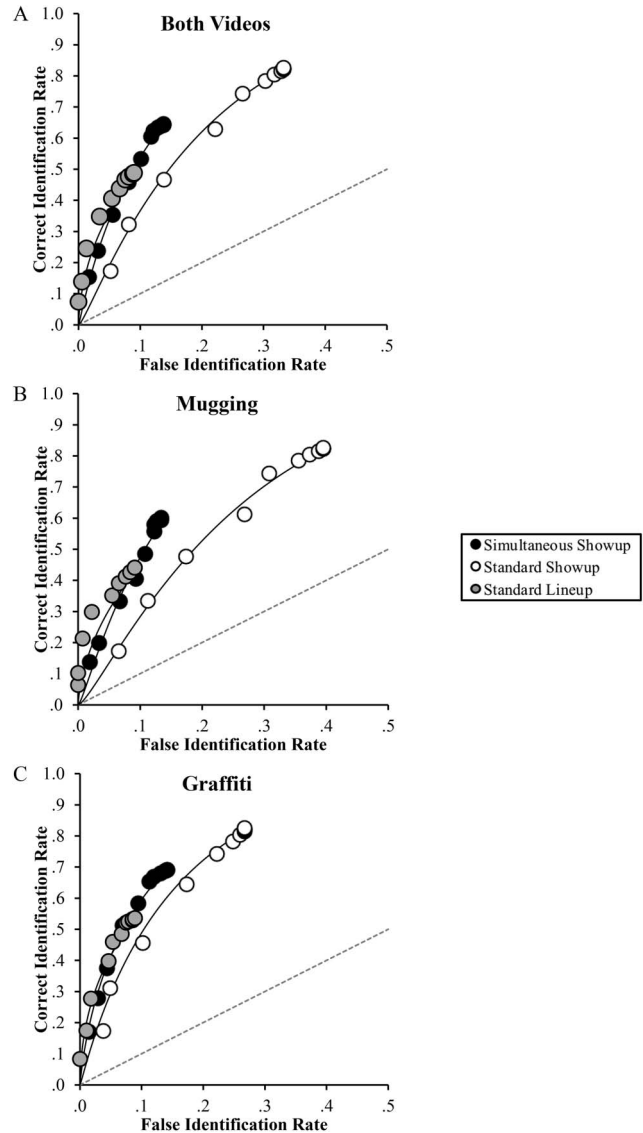 A
Both Videos
1.0
.9
.8
.7
.6
.5
.4
.3
.2
.1
.0
Correct Identification Rate
.0 .1 .2 .3 .4 .5
False Identification Rate
B
Mugging
1.0
.9
.8
.7
.6
.5
.4
.3
.2
.1
.0
Correct Identification Rate
.0 .1 .2 .3 .4 .5
False Identification Rate
Simultaneous Showup
Standard Showup
Standard Lineup
C
Graffiti
1.0
.9
.8
.7
.6
.5
.4
.3
.2
.1
.0
Correct Identification Rate
.0 .1 .2 .3 .4 .5
False Identification Rate